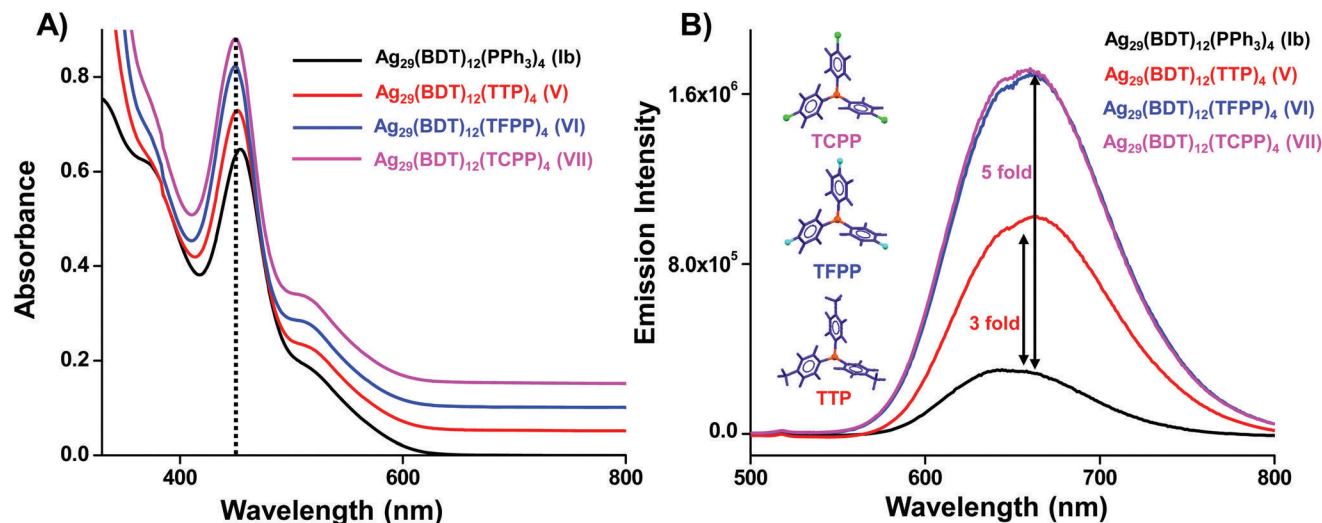 A)
Ag₂₉(BDT)₁₂(PPh₃)₄ (Ib)
Ag₂₉(BDT)₁₂(TTP)₄ (V)
Ag₂₉(BDT)₁₂(TFPP)₄ (VI)
Ag₂₉(BDT)₁₂(TCPP)₄ (VII)
Absorbance
0.8
0.6
0.4
0.2
0.0
400
600
800
Wavelength (nm)
B)
Ag₂₉(BDT)₁₂(PPh₃)₄ (Ib)
Ag₂₉(BDT)₁₂(TTP)₄ (V)
Ag₂₉(BDT)₁₂(TFPP)₄ (VI)
Ag₂₉(BDT)₁₂(TCPP)₄ (VII)
TCPP
TFPP
TTP
5 fold
3 fold
Emission Intensity
1.6x10⁶
8.0x10⁵
0.0
500
600
700
800
Wavelength (nm)